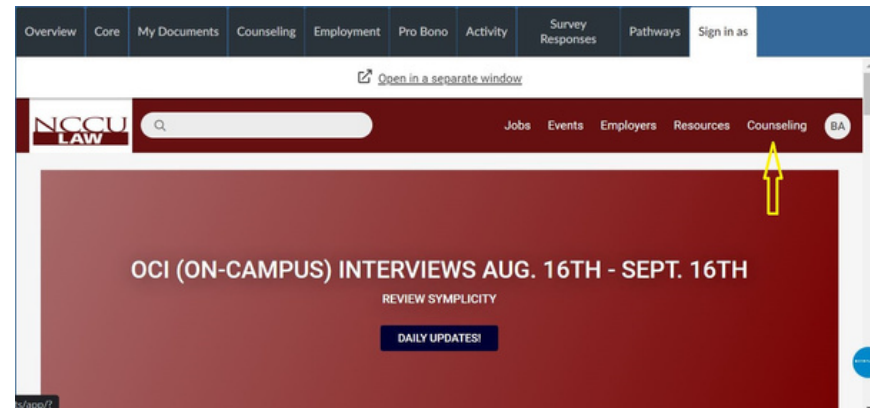 Overview Core My Documents Counseling Employment Pro Bono Activity Survey Responses Pathways Sign in as
Open in a separate window
NCCU LAW
Jobs Events Employers Resources Counseling BA
OCI (ON-CAMPUS) INTERVIEWS AUG. 16TH - SEPT. 16TH
REVIEW SYMPLICITY
DAILY UPDATES!
ts/app/?